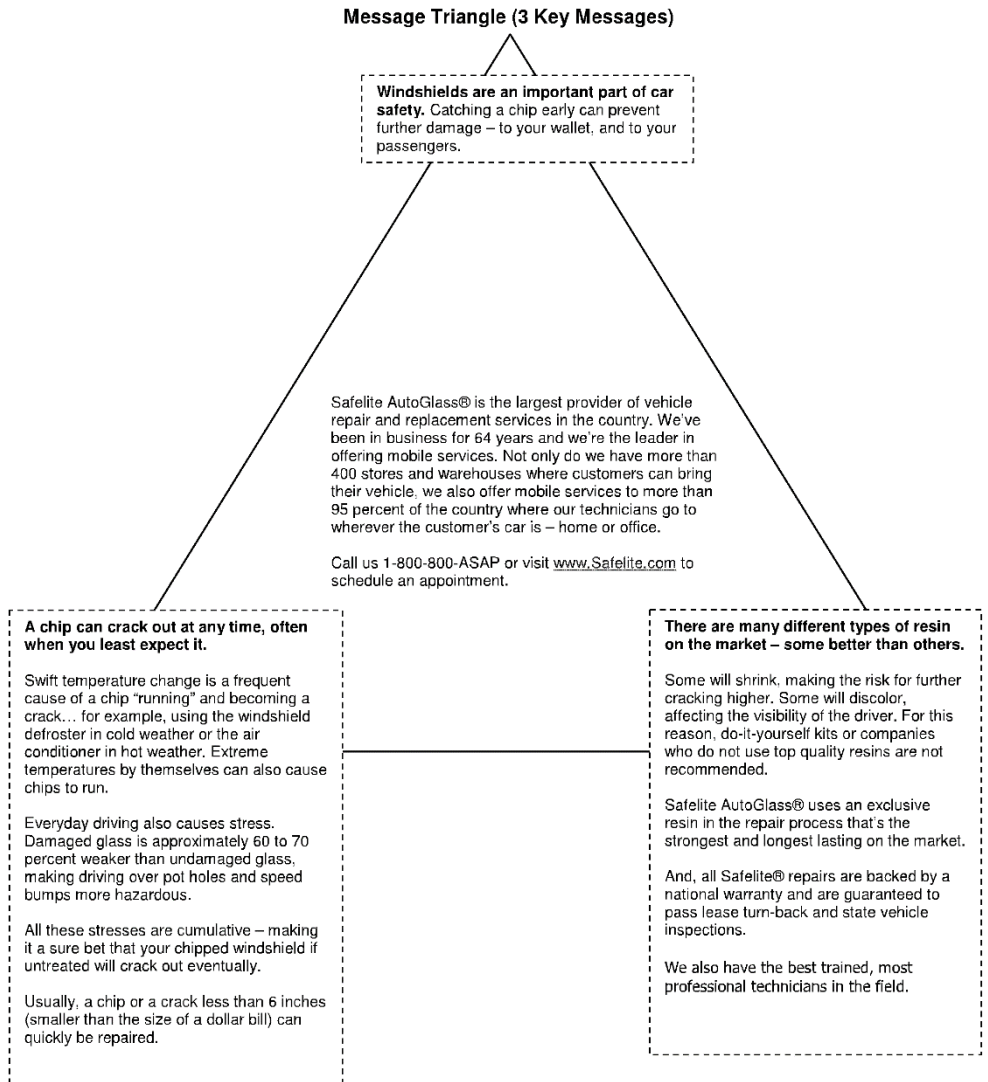 Message Triangle (3 Key Messages)
Windshields are an important part of car
safety. Catching a chip early can prevent
further damage – to your wallet, and to your
passengers.
Safelite AutoGlass® is the largest provider of vehicle
repair and replacement services in the country. We've
been in business for 64 years and we're the leader in
offering mobile services. Not only do we have more than
400 stores and warehouses where customers can bring
their vehicle, we also offer mobile services to more than
95 percent of the country where our technicians go to
wherever the customer's car is – home or office.
Call us 1-800-800-ASAP or visit www.Safelite.com to
schedule an appointment.
A chip can crack out at any time, often
when you least expect it.
Swift temperature change is a frequent
cause of a chip "running" and becoming a
crack… for example, using the windshield
defroster in cold weather or the air
conditioner in hot weather. Extreme
temperatures by themselves can also cause
chips to run.
Everyday driving also causes stress.
Damaged glass is approximately 60 to 70
percent weaker than undamaged glass,
making driving over pot holes and speed
bumps more hazardous.
All these stresses are cumulative – making
it a sure bet that your chipped windshield if
untreated will crack out eventually.
Usually, a chip or a crack less than 6 inches
(smaller than the size of a dollar bill) can
quickly be repaired.
There are many different types of resin
on the market – some better than others.
Some will shrink, making the risk for further
cracking higher. Some will discolor,
affecting the visibility of the driver. For this
reason, do-it-yourself kits or companies
who do not use top quality resins are not
recommended.
Safelite AutoGlass® uses an exclusive
resin in the repair process that's the
strongest and longest lasting on the market.
And, all Safelite® repairs are backed by a
national warranty and are guaranteed to
pass lease turn-back and state vehicle
inspections.
We also have the best trained, most
professional technicians in the field.